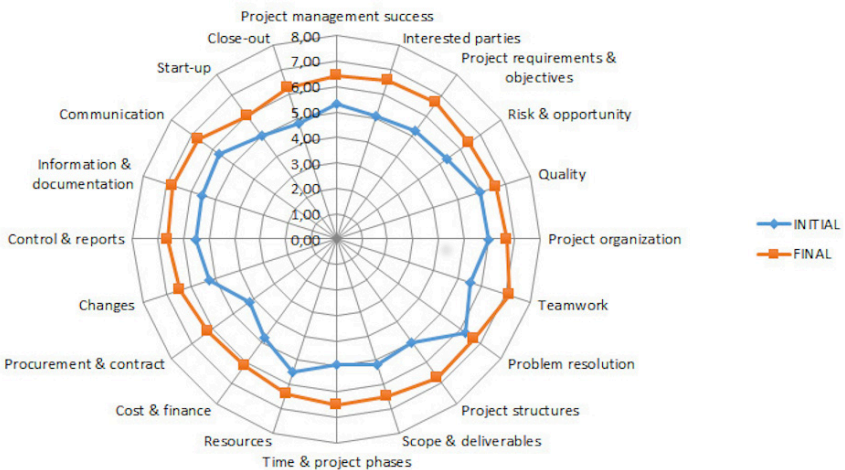 Project management success
Close-out
8,00
Interested parties
Start-up
7,00
Project requirements &
objectives
6,00
Communication
5,00
Risk & opportunity
4,00
Information &
documentation
3,00
Quality
2,00
1,00
Control & reports
0,00
Project organization
INITIAL
FINAL
Changes
Teamwork
Procurement & contract
Problem resolution
Cost & finance
Project structures
Resources
Scope & deliverables
Time & project phases